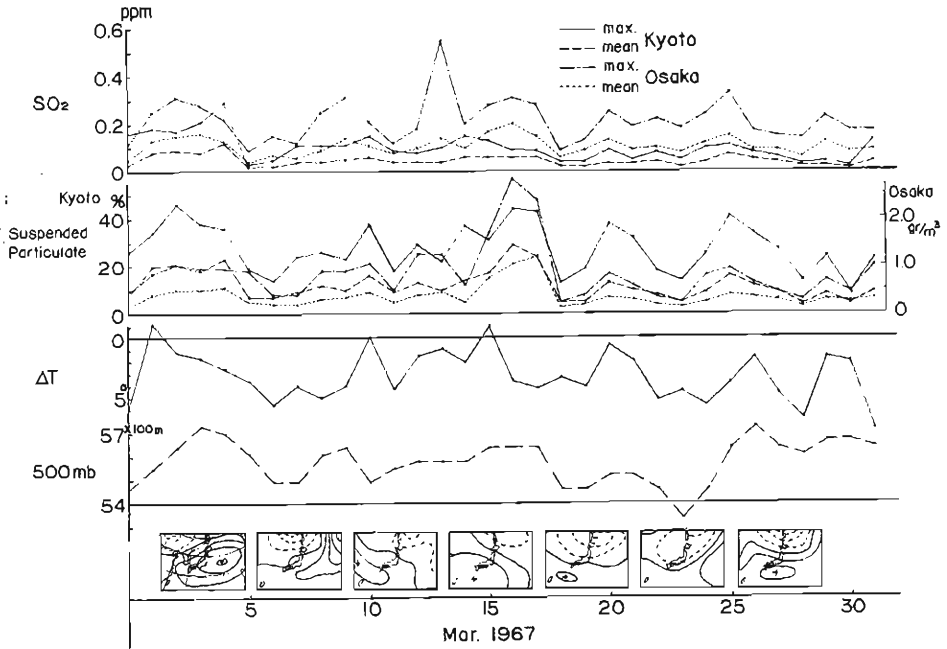 ppm
0.6
max.
mean Kyoto
0.4
max.
mean Osaka
SO₂
0.2
0
Kyoto %
Osaka
gr/m³
40
2.0
Suspended
Particulate
20
1.0
0
0
0
ΔT
5°
57 x100m
500mb
54
5 10 15 20 25 30
Mar. 1967